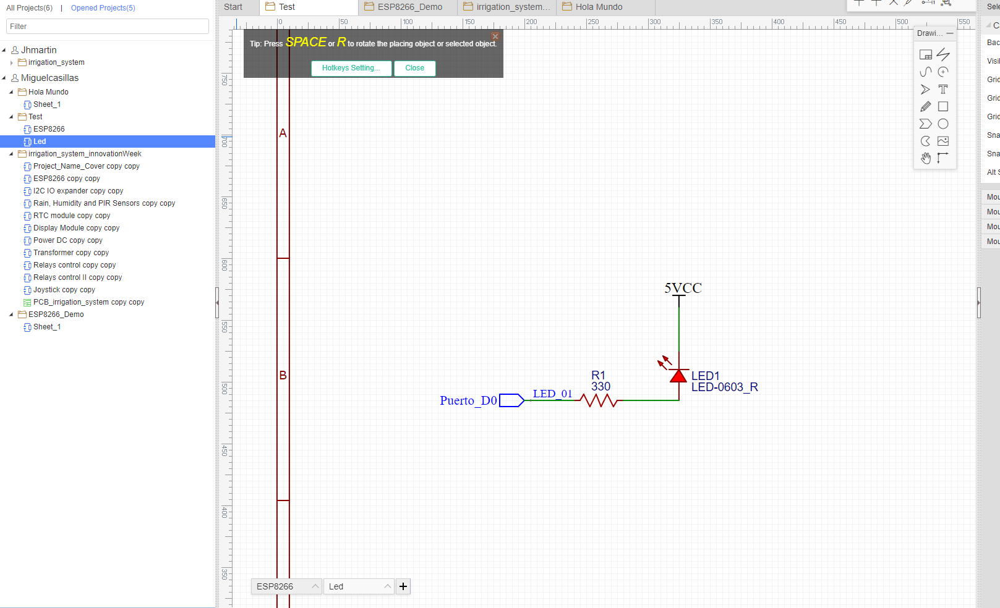 All Projects(6) | Opened Projects(5)
Filter
Jhmartin
irrigation_system
Miguelcasillas
Hola Mundo
Sheet_1
Test
ESP8266
Led
irrigation_system_innovationWeek
Project_Name_Cover copy copy
ESP8266 copy copy
I2C IO expander copy copy
Rain, Humidity and PIR Sensors copy copy
RTC module copy copy
Display Module copy copy
Power DC copy copy
Transformer copy copy
Relays control copy copy
Relays control II copy copy
Joystick copy copy
PCB_irrigation_system copy copy
ESP8266_Demo
Sheet_1
Start
Test
ESP8266_Demo
irrigation_system...
Hola Mundo
0 50 100 150 200 250 300 350 400 450 500 550
Tip: Press SPACE or R to rotate the placing object or selected object.
Hotkeys Setting...
Close
750
700
650
600
550
500
450
400
350
A
B
5VCC
LED1
LED-0603_R
R1
330
LED_01
Puerto_D0
ESP8266
Led
Drawi...
Sele
C
Bac
Visil
Grid
Grid
Grid
Sna
Sna
Alt S
Mou
Mou
Mou
Mou